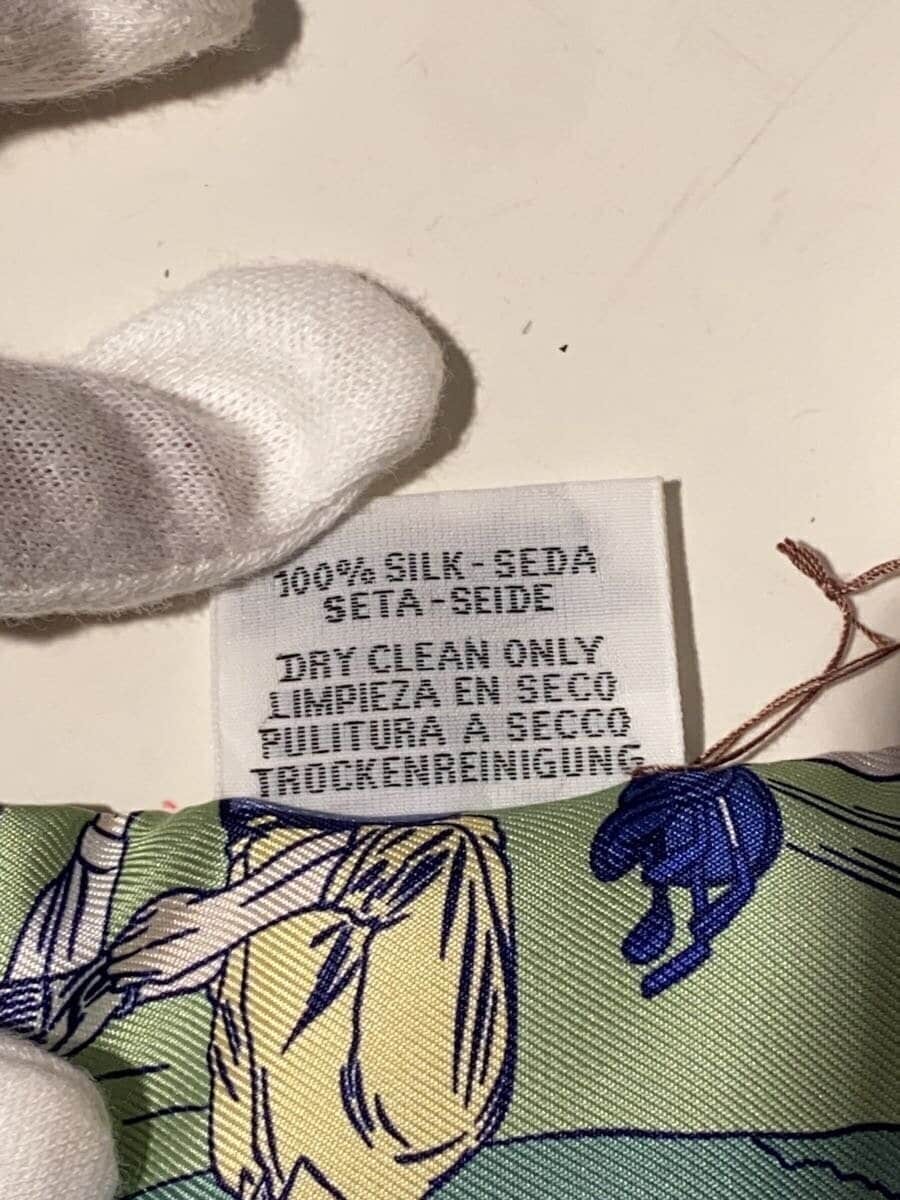 100% SILK-SEDA
SETA-SEIDE
DRY CLEAN ONLY
LIMPIEZA EN SECO
PULITURA A SECCO
TROCKENREINIGUNG